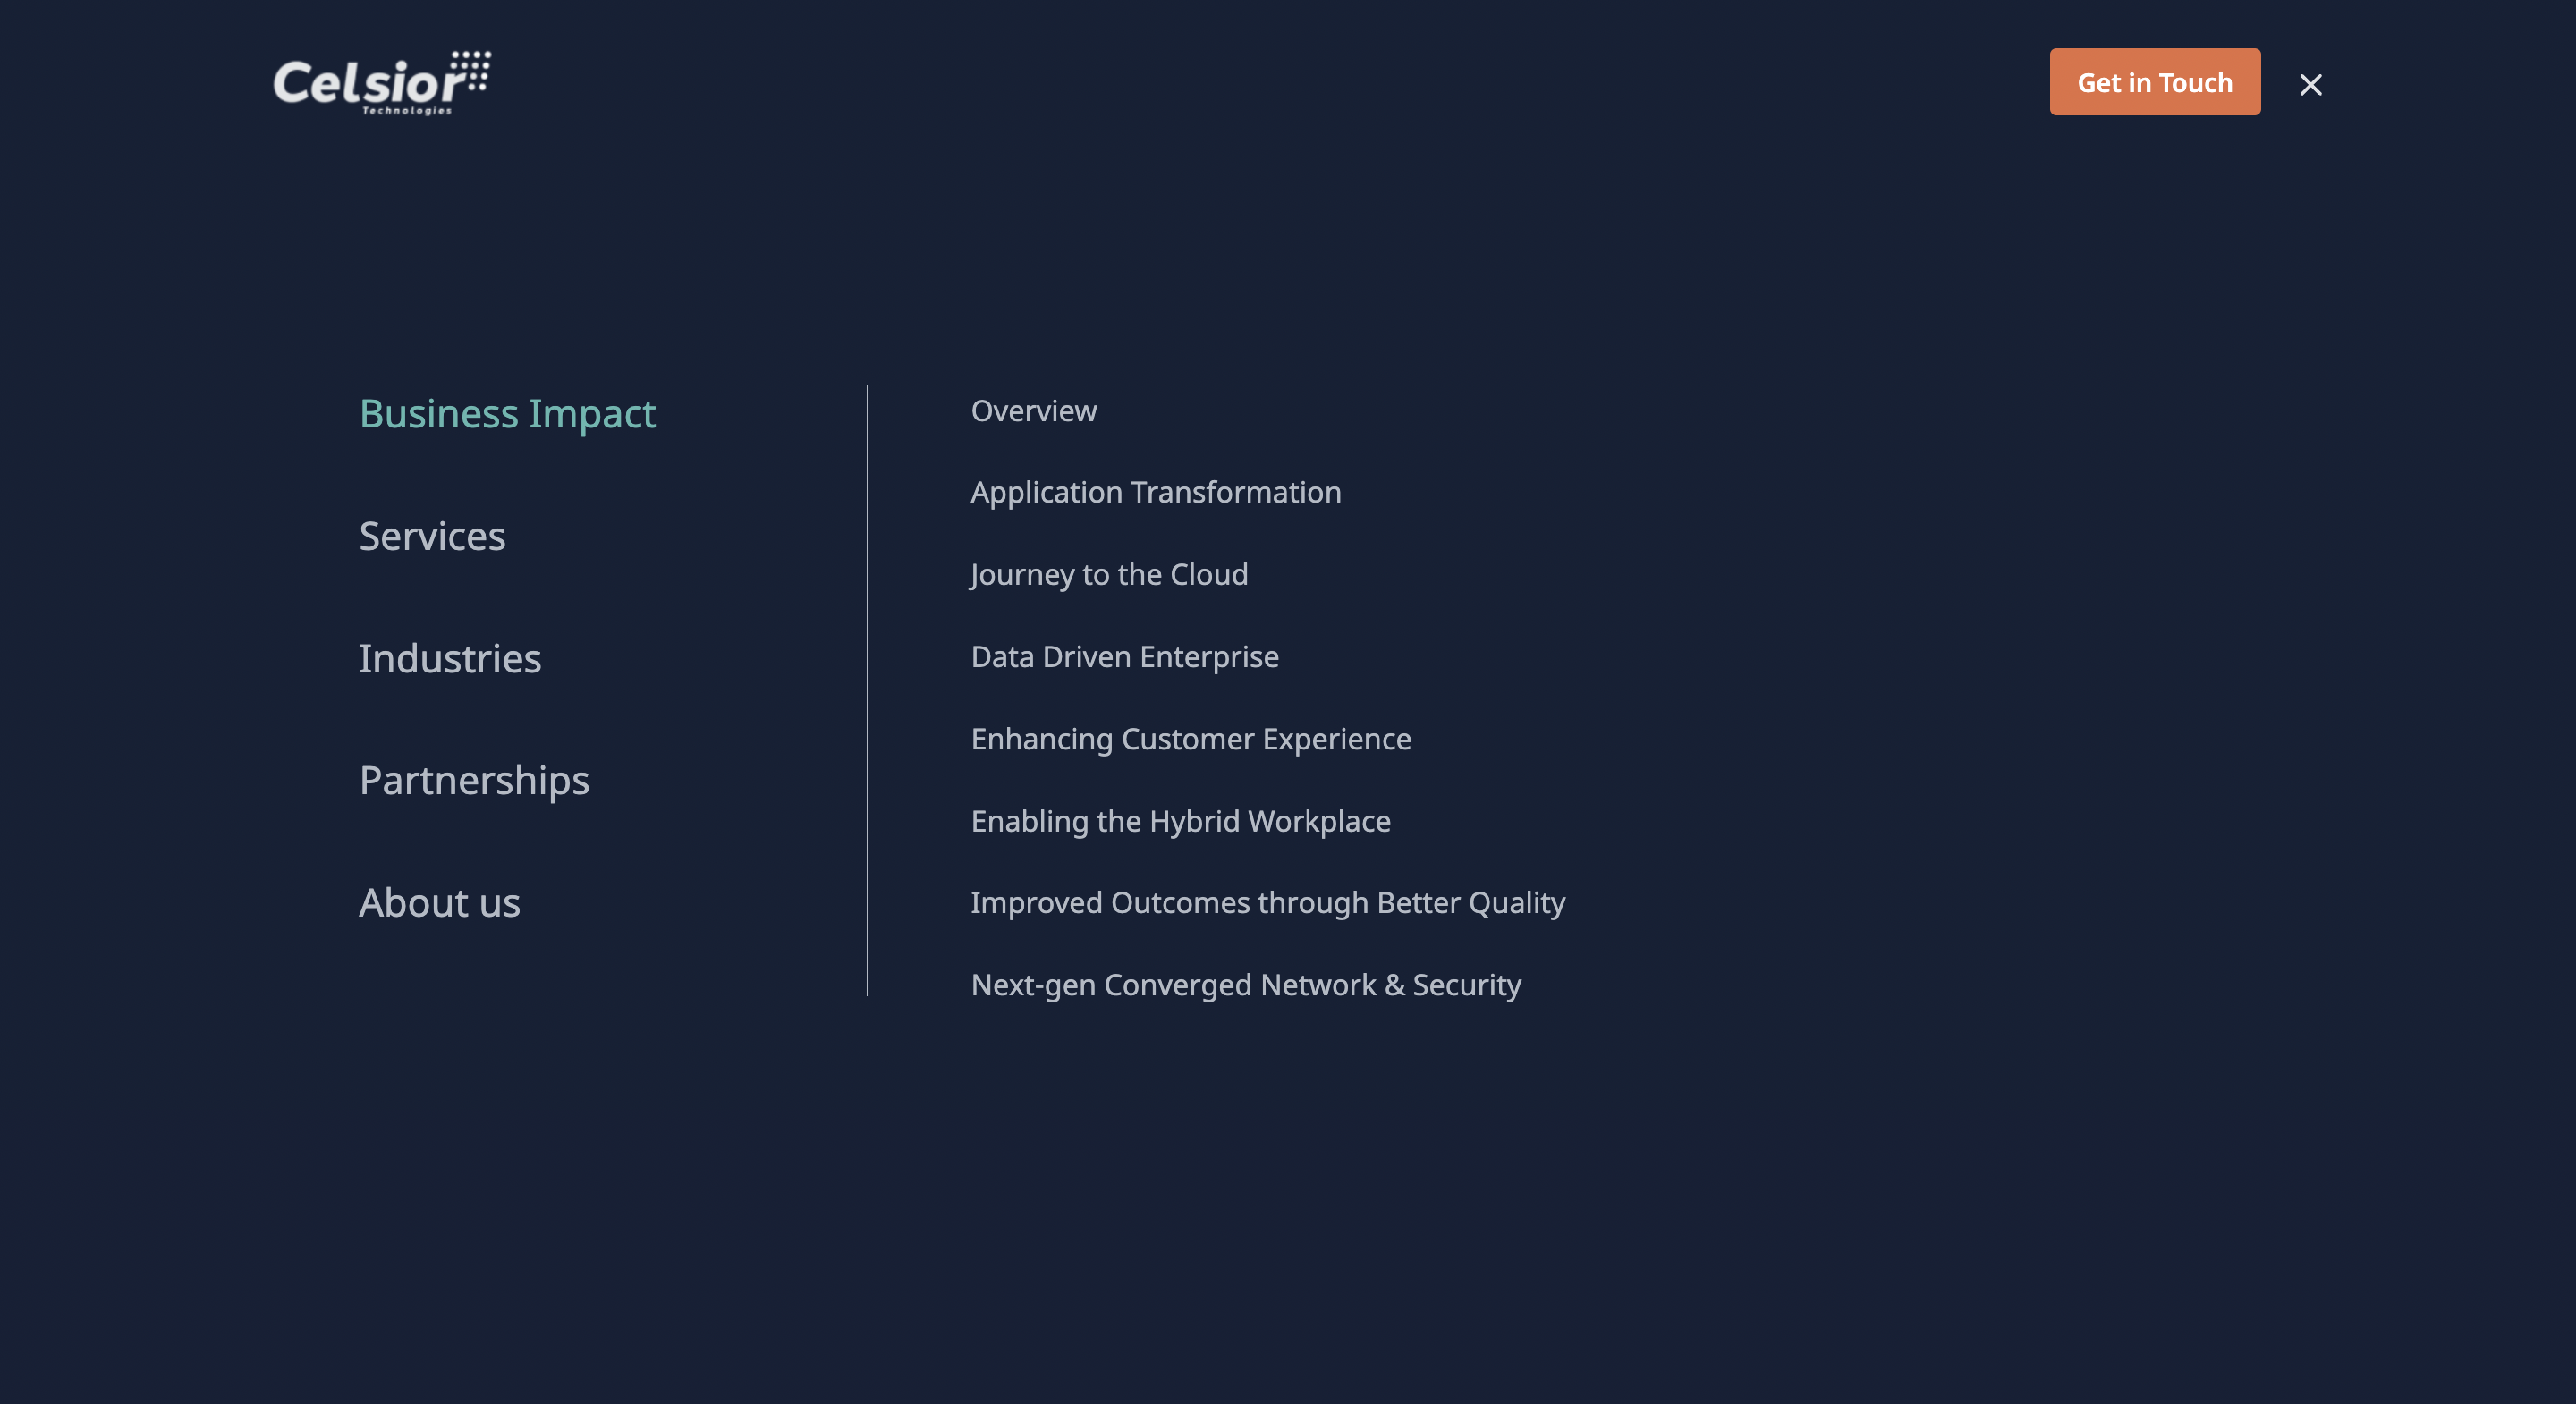 Celsior
Technologies
Get in Touch
Business Impact
Services
Industries
Partnerships
About us
Overview
Application Transformation
Journey to the Cloud
Data Driven Enterprise
Enhancing Customer Experience
Enabling the Hybrid Workplace
Improved Outcomes through Better Quality
Next-gen Converged Network & Security